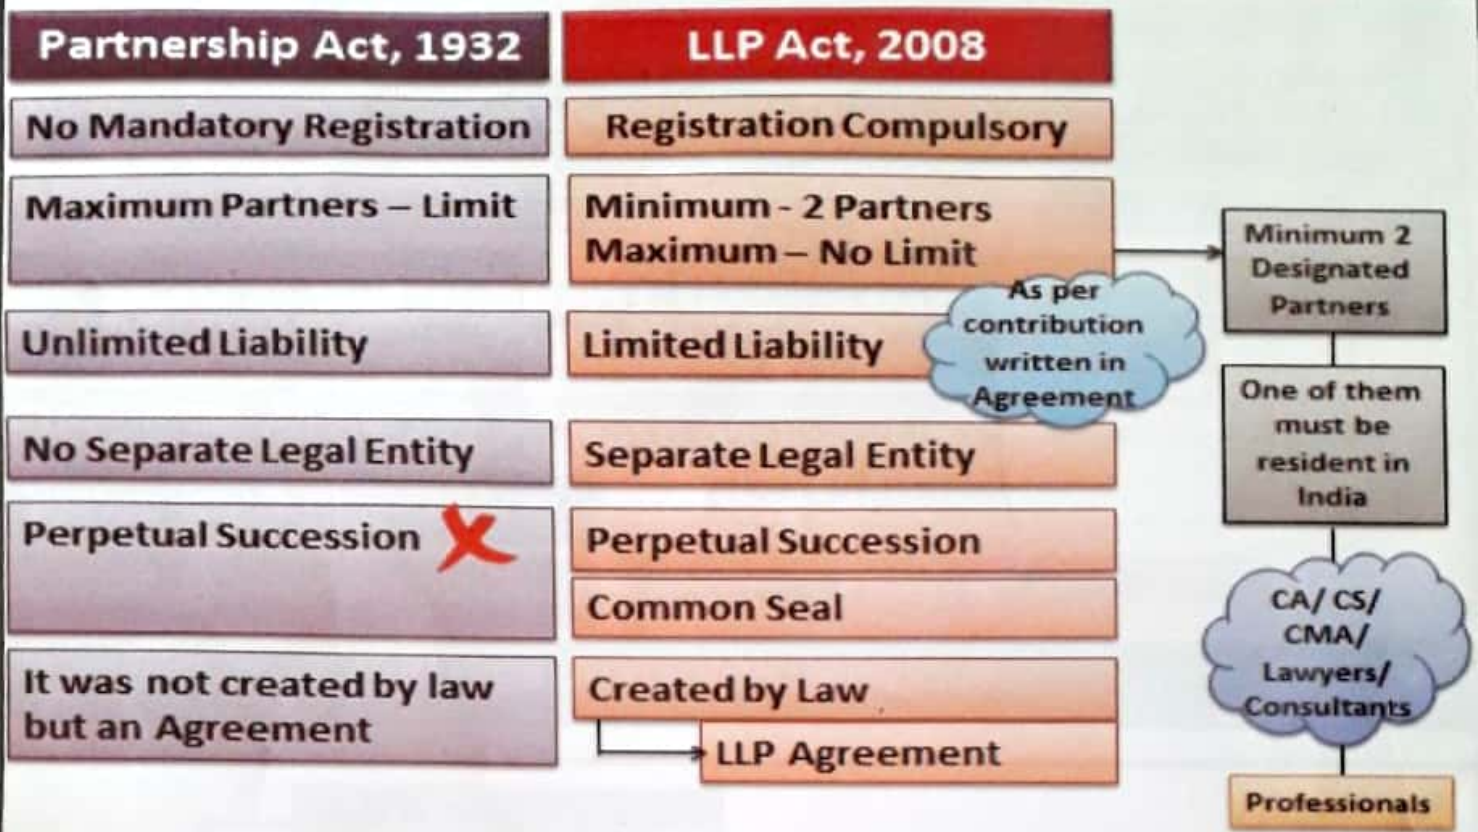 Partnership Act, 1932
LLP Act, 2008
No Mandatory Registration
Registration Compulsory
Maximum Partners – Limit
Minimum - 2 Partners
Maximum – No Limit
Minimum 2
Designated
Partners
Unlimited Liability
Limited Liability
As per
contribution
written in
Agreement
One of them
must be
resident in
India
No Separate Legal Entity
Separate Legal Entity
Perpetual Succession
Perpetual Succession
Common Seal
CA/ CS/
CMA/
Lawyers/
Consultants
It was not created by law
but an Agreement
Created by Law
LLP Agreement
Professionals